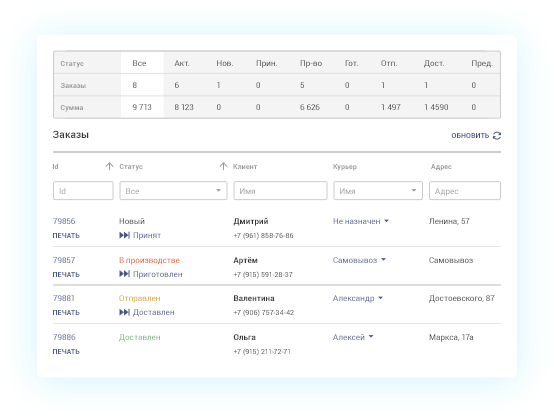 Статус Все Акт. Нов. Прин. Пр-во Гот. Отп. Дост. Пред.
Заказы 8 6 1 0 5 0 1 1 0
Сумма 9 713 8 123 0 0 6 626 0 1 497 1 4590 0
Заказы ОБНОВИТЬ
Id Статус Клиент Курьер Адрес
Id Все Имя Имя Адрес
79856 Новый Дмитрий Не назначен Ленина, 57
ПЕЧАТЬ Принят +7 (961) 858-76-86
79857 В производстве Артём Самовывоз Самовывоз
ПЕЧАТЬ Приготовлен +7 (915) 591-28-37
79881 Отправлен Валентина Александр Достоевского, 87
ПЕЧАТЬ Доставлен +7 (906) 757-34-42
79886 Доставлен Ольга Алексей Маркса, 17а
ПЕЧАТЬ +7 (915) 211-72-71